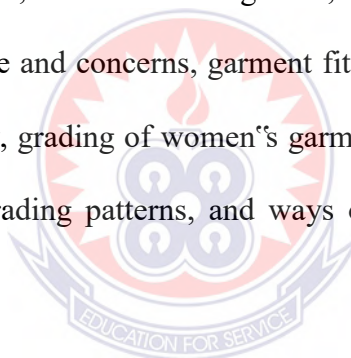 e and concerns, garment fit
, grading of women‟s garm
rading patterns, and ways
EDUCATION FOR SERVICE